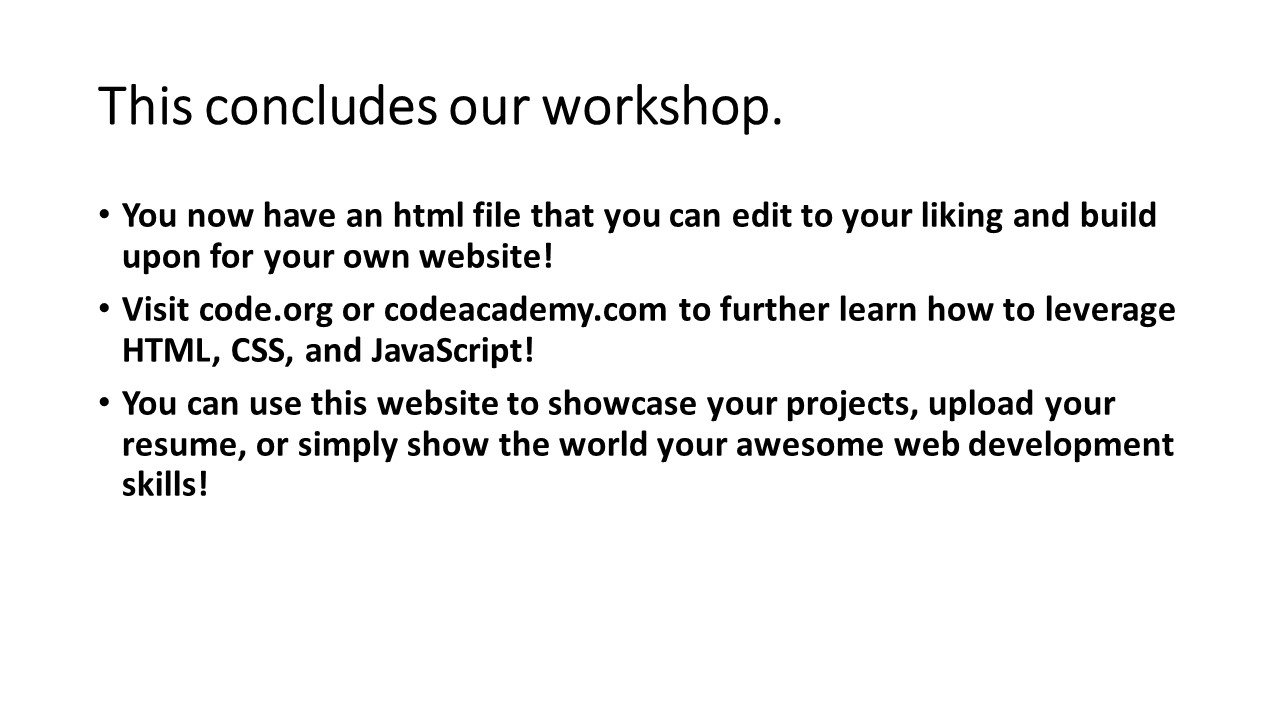 This concludes our workshop.
• You now have an html file that you can edit to your liking and build
upon for your own website!
• Visit code.org or codeacademy.com to further learn how to leverage
HTML, CSS, and JavaScript!
• You can use this website to showcase your projects, upload your
resume, or simply show the world your awesome web development
skills!